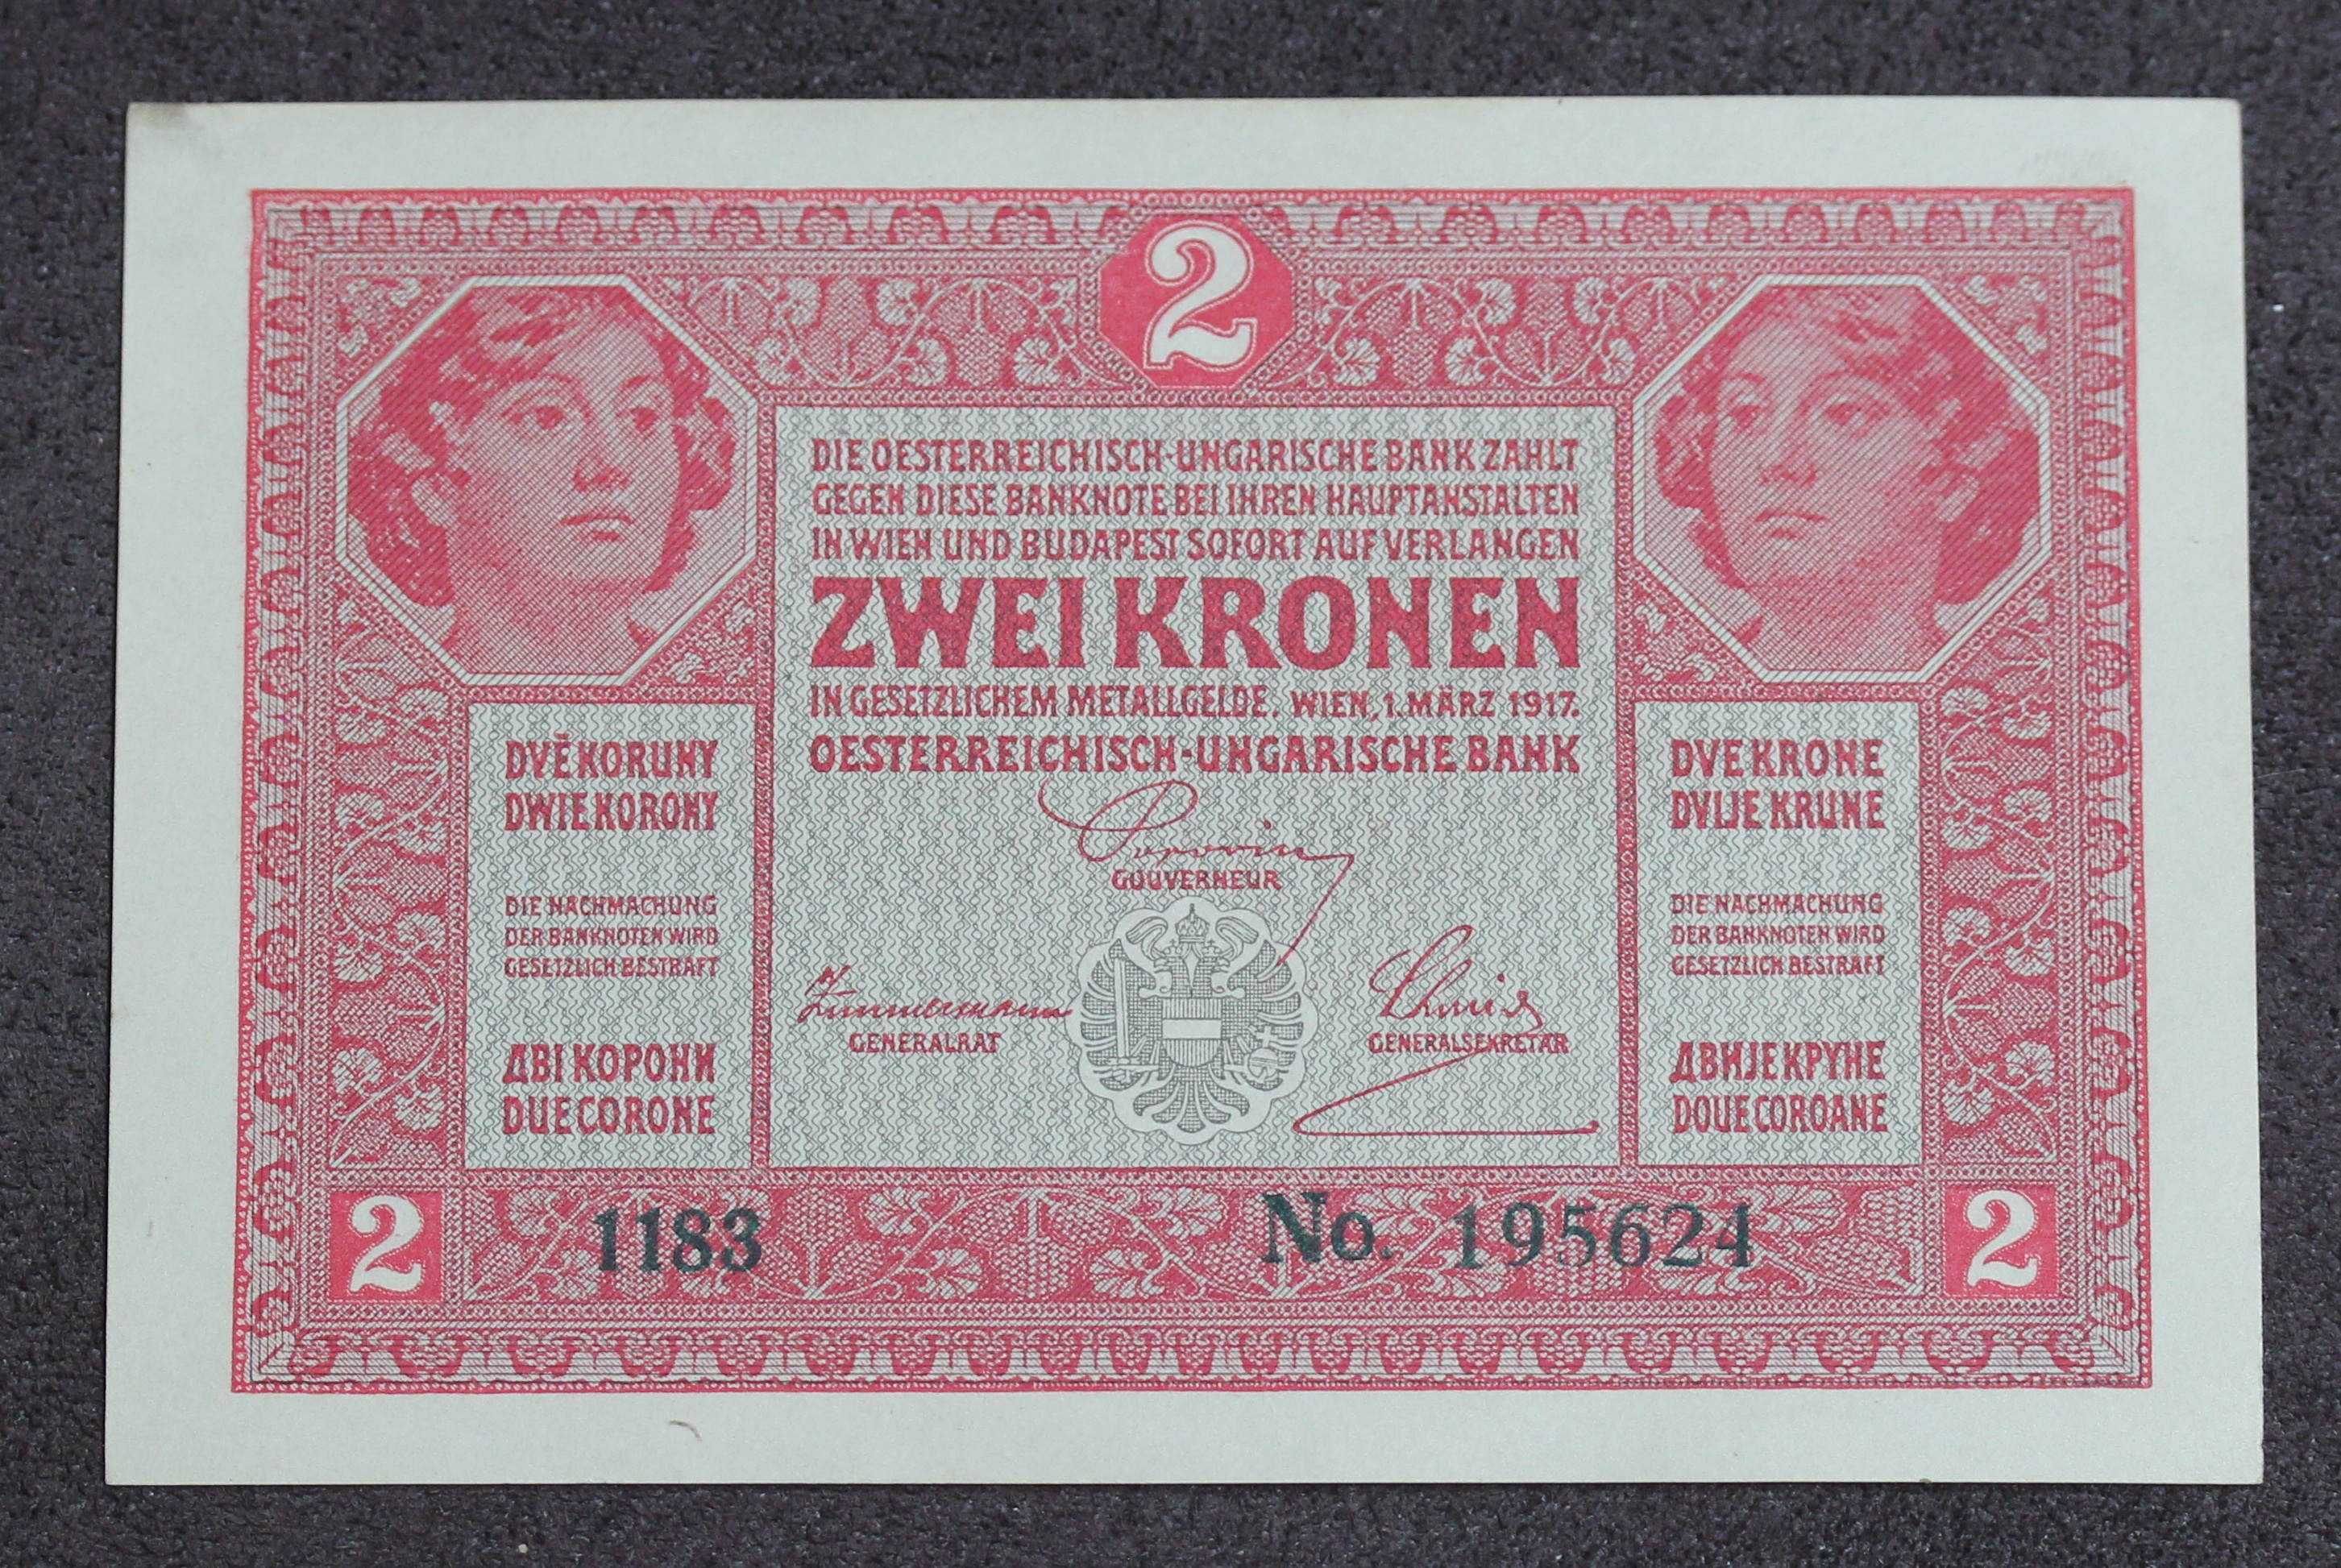 2
DIE OESTERREICHISCH-UNGARISCHE BANK ZAHLT
GEGEN DIESE BANKNOTE BEI IHREN HAUPTANSTALTEN
IN WIEN UND BUDAPEST SOFORT AUF VERLANGEN
ZWEI KRONEN
IN GESETZLICHEM METALLGELDE. WIEN, 1. MÄRZ 1917.
OESTERREICHISCH-UNGARISCHE BANK
GOUVERNEUR
GENERALRAT
GENERALSEKRETÄR
DVĚ KORUNY
DWIE KORONY
DIE NACHMACHUNG
DER BANKNOTEN WIRD
GESETZLICH BESTRAFT
ДВІ КОРОНИ
DUE CORONE
DVE KRONE
DVIJE KRUNE
DIE NACHMACHUNG
DER BANKNOTEN WIRD
GESETZLICH BESTRAFT
ДВИЈЕ КРУНЕ
DOUE COROANE
2
1183
No. 195624
2